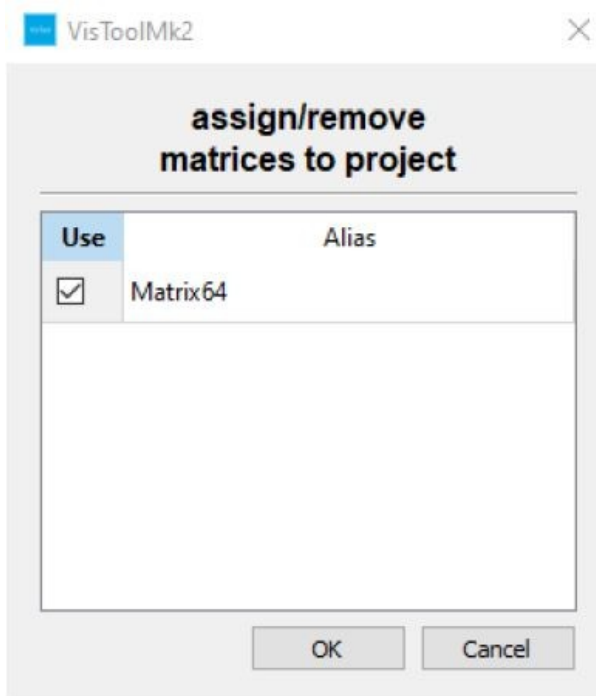 VisToolMk2
assign/remove
matrices to project
Use Alias
Matrix64
OK Cancel